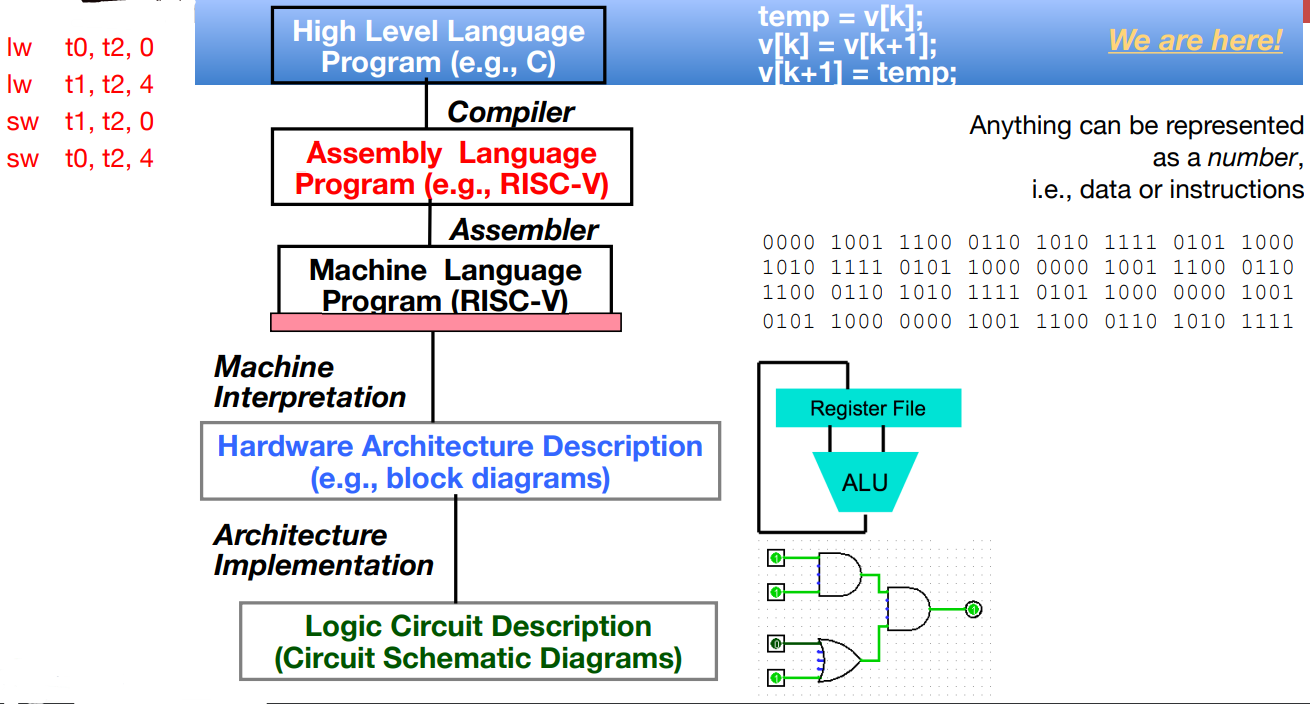 lw t0, t2, 0
lw t1, t2, 4
sw t1, t2, 0
sw t0, t2, 4
High Level Language
Program (e.g., C)
temp = v[k];
v[k] = v[k+1];
v[k+1] = temp;
We are here!
Compiler
Assembly Language
Program (e.g., RISC-V)
Anything can be represented
as a number,
i.e., data or instructions
Assembler
Machine Language
Program (RISC-V)
0000 1001 1100 0110 1010 1111 0101 1000
1010 1111 0101 1000 0000 1001 1100 0110
1100 0110 1010 1111 0101 1000 0000 1001
0101 1000 0000 1001 1100 0110 1010 1111
Machine
Interpretation
Hardware Architecture Description
(e.g., block diagrams)
Register File
ALU
Architecture
Implementation
Logic Circuit Description
(Circuit Schematic Diagrams)
1
1
1
0
1